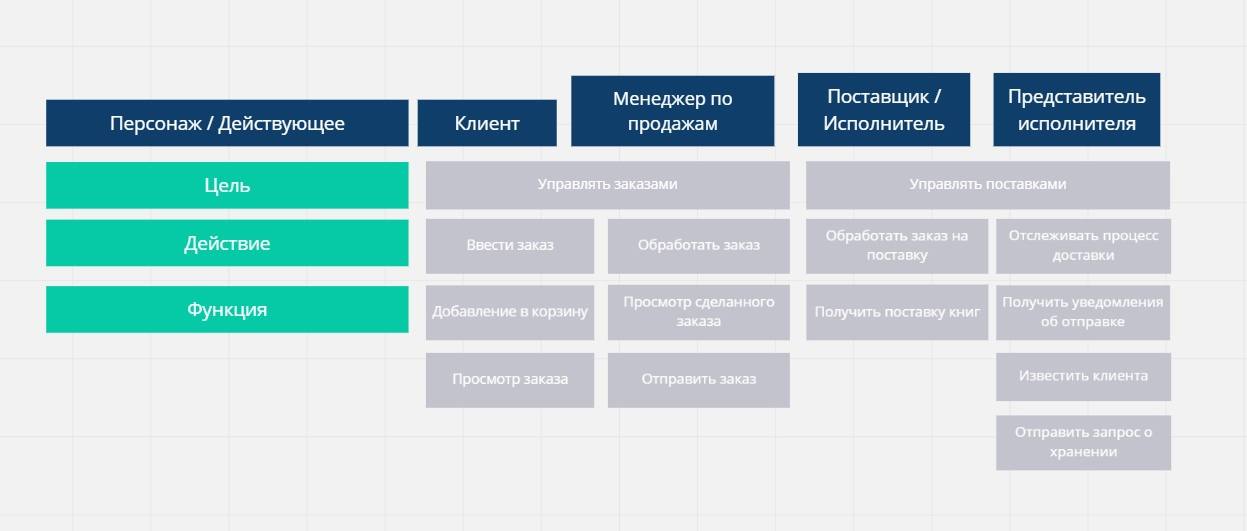 Персонаж / Действующее
Клиент
Менеджер по
продажам
Поставщик /
Исполнитель
Представитель
исполнителя
Цель
Управлять заказами
Управлять поставками
Действие
Ввести заказ
Обработать заказ
Обработать заказ на
поставку
Отслеживать процесс
доставки
Функция
Добавление в корзину
Просмотр сделанного
заказа
Получить поставку книг
Получить уведомления
об отправке
Просмотр заказа
Отправить заказ
Известить клиента
Отправить запрос о
хранении